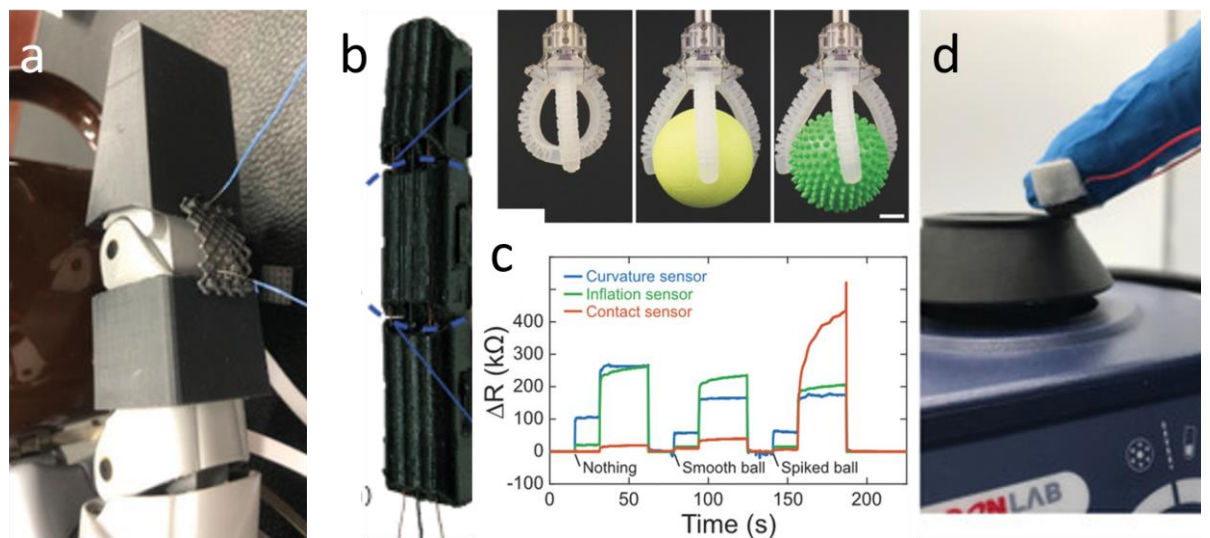 a
b
d
c
Curvature sensor
Inflation sensor
Contact sensor
ΔR (kΩ)
400
300
200
100
0
-100
Nothing
Smooth ball
Spiked ball
0
50
100
150
200
Time (s)
LAB